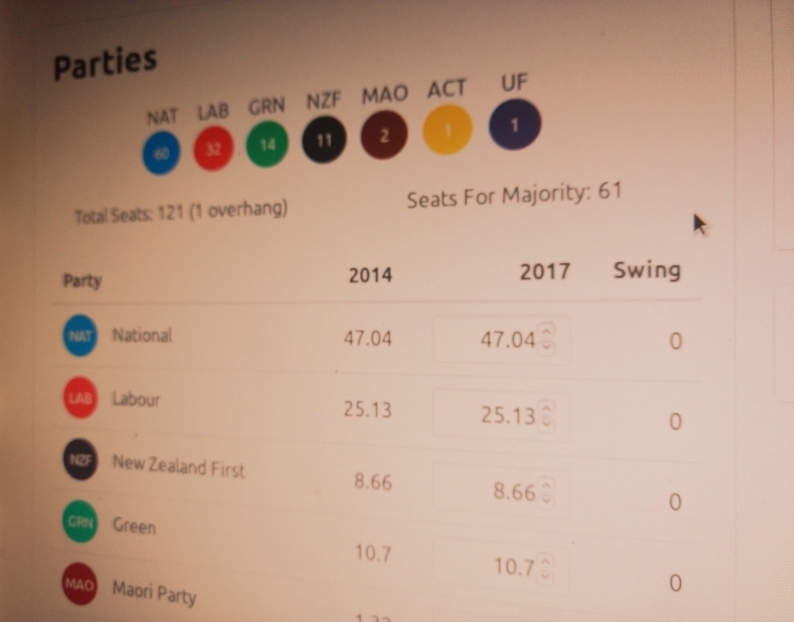 Parties
NAT LAB GRN NZF MAO ACT UF
60 32 14 11 2 1 1
Total Seats: 121 (1 overhang) Seats For Majority: 61
Party 2014 2017 Swing
NAT National 47.04 47.04 0
LAB Labour 25.13 25.13 0
NZF New Zealand First 8.66 8.66 0
GRN Green 10.7 10.7 0
MAO Maori Party